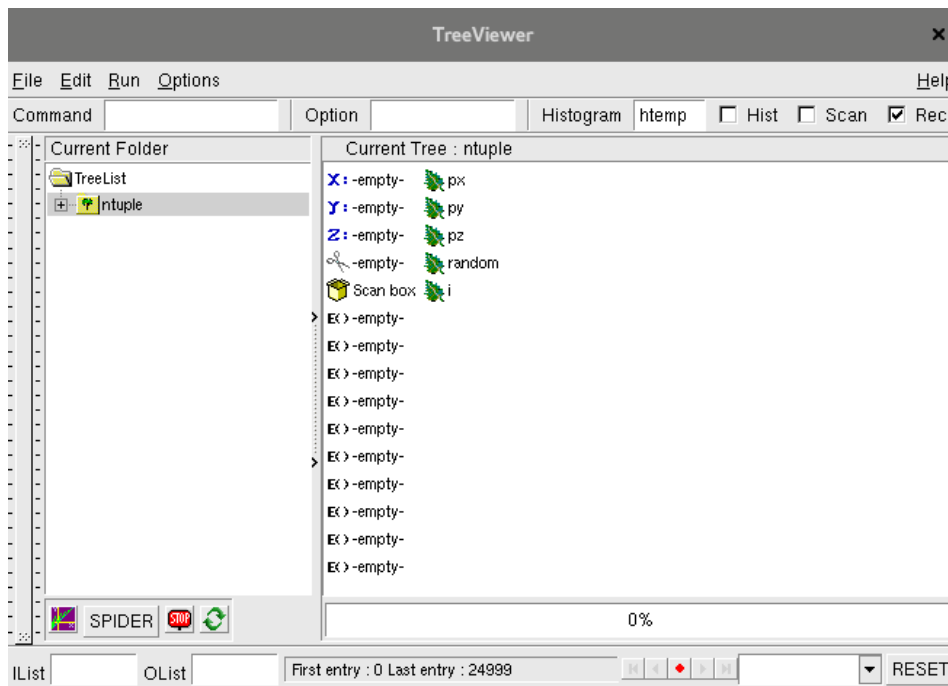 TreeViewer
File Edit Run Options Help
Command Option Histogram htemp Hist Scan Rec
Current Folder
TreeList
ntuple
Current Tree : ntuple
X: -empty- px
Y: -empty- py
Z: -empty- pz
-empty- random
Scan box i
E() -empty-
E() -empty-
E() -empty-
E() -empty-
E() -empty-
E() -empty-
E() -empty-
E() -empty-
E() -empty-
E() -empty-
SPIDER STOP
0%
IList OList First entry : 0 Last entry : 24999 RESET